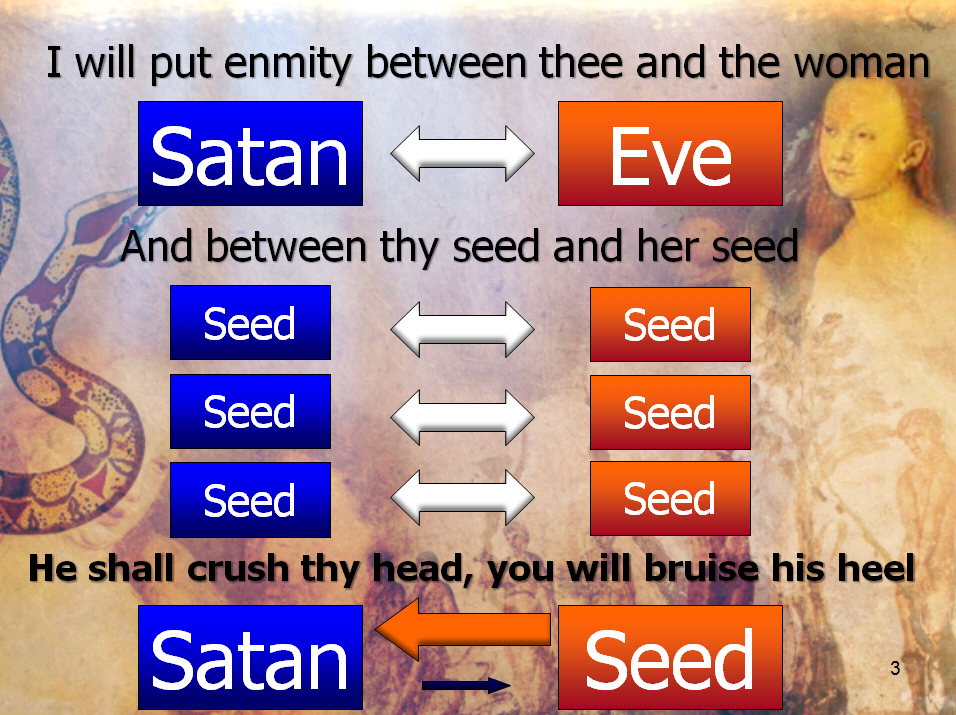 I will put enmity between thee and the woman
Satan Eve
And between thy seed and her seed
Seed Seed
Seed Seed
Seed Seed
He shall crush thy head, you will bruise his heel
Satan Seed
3